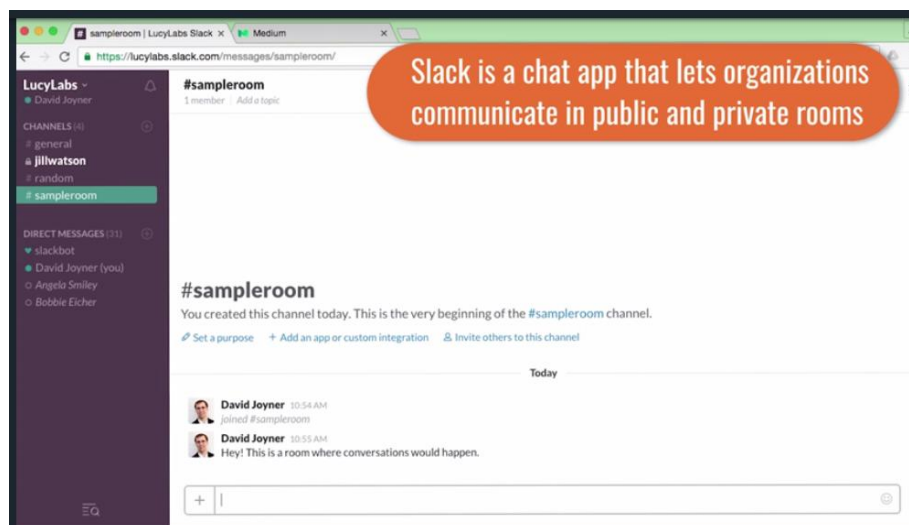 sampleroom | LucyLabs Slack
Medium
https://lucylabs.slack.com/messages/sampleroom/
Slack is a chat app that lets organizations
communicate in public and private rooms
LucyLabs
David Joyner
CHANNELS (4)
# general
jillwatson
# random
# sampleroom
DIRECT MESSAGES (31)
slackbot
David Joyner (you)
Angela Smiley
Bobbie Eicher
#sampleroom
1 member | Add a topic
#sampleroom
You created this channel today. This is the very beginning of the #sampleroom channel.
Set a purpose + Add an app or custom integration Invite others to this channel
Today
David Joyner 10:54 AM
joined #sampleroom
David Joyner 10:55 AM
Hey! This is a room where conversations would happen.